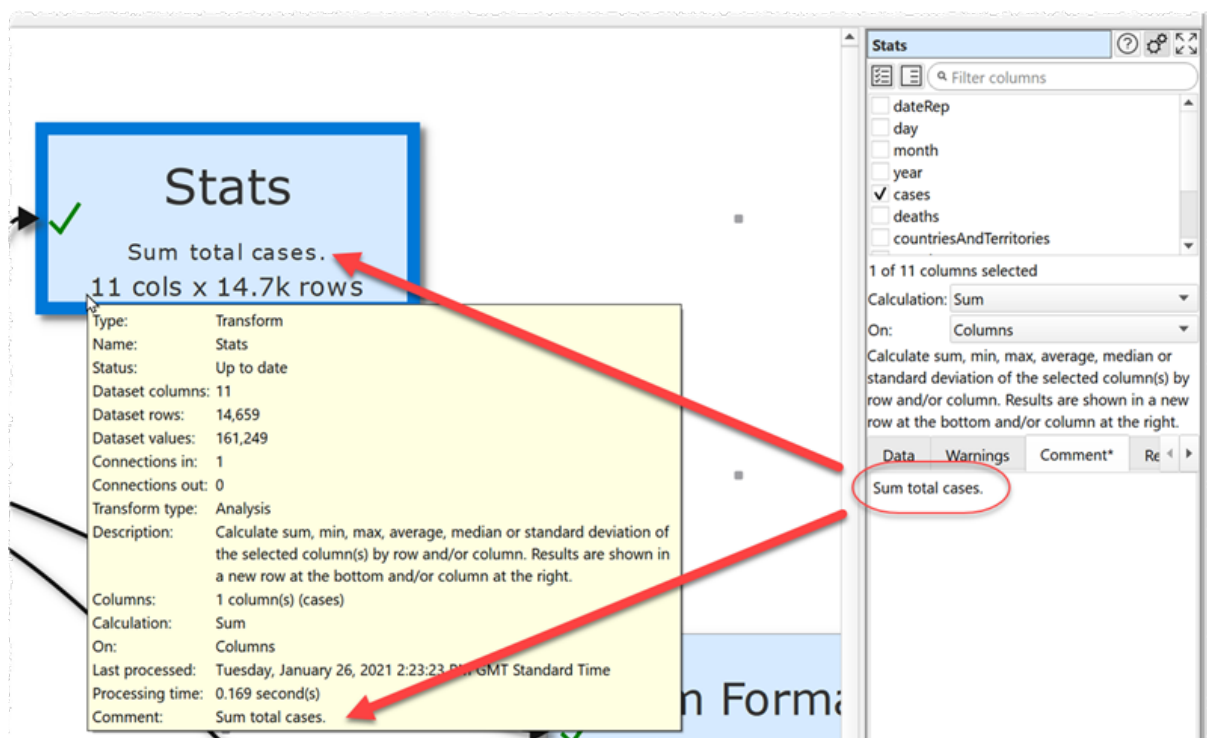 Stats
Sum total cases.
11 cols x 14.7k rows
Type: Transform
Name: Stats
Status: Up to date
Dataset columns: 11
Dataset rows: 14,659
Dataset values: 161,249
Connections in: 1
Connections out: 0
Transform type: Analysis
Description: Calculate sum, min, max, average, median or standard deviation of
the selected column(s) by row and/or column. Results are shown in
a new row at the bottom and/or column at the right.
Columns: 1 column(s) (cases)
Calculation: Sum
On: Columns
Last processed: Tuesday, January 26, 2021 2:23:23 PM GMT Standard Time
Processing time: 0.169 second(s)
Comment: Sum total cases.
Stats
Filter columns
dateRep
day
month
year
cases
deaths
countriesAndTerritories
1 of 11 columns selected
Calculation: Sum
On: Columns
Calculate sum, min, max, average, median or
standard deviation of the selected column(s) by
row and/or column. Results are shown in a new
row at the bottom and/or column at the right.
Data Warnings Comment* Re
Sum total cases.